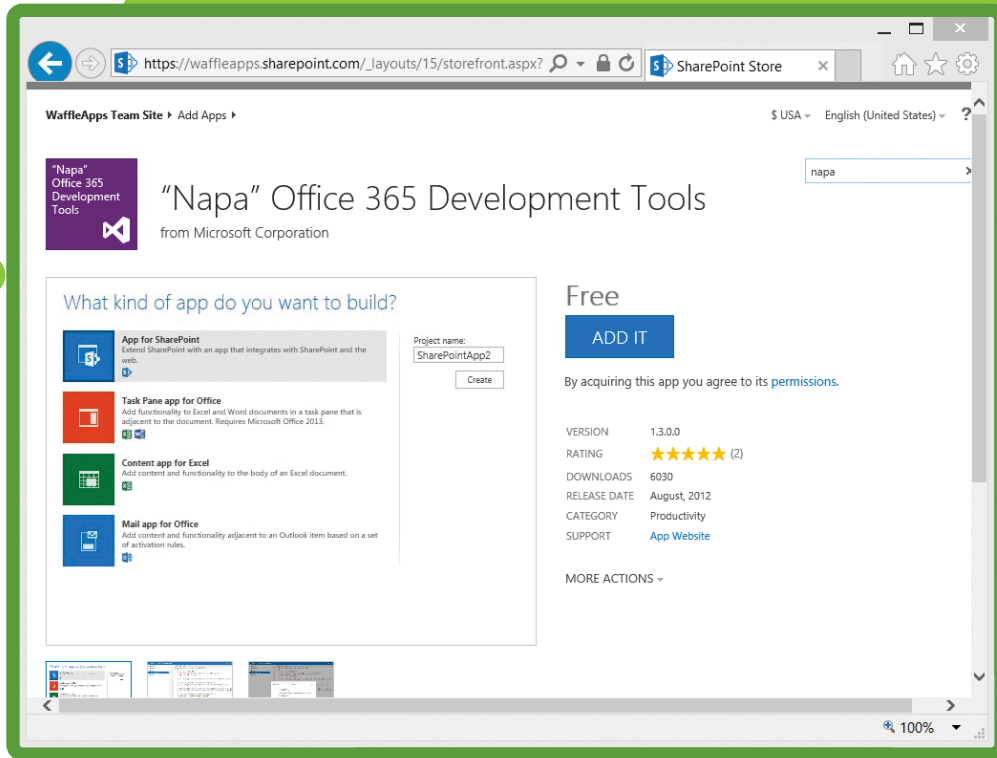 https://waffleapps.sharepoint.com/_layouts/15/storefront.aspx?
SharePoint Store
WaffleApps Team Site ▸ Add Apps ▸
$ USA
English (United States)
?
"Napa"
Office 365
Development
Tools
"Napa" Office 365 Development Tools
from Microsoft Corporation
napa
What kind of app do you want to build?
App for SharePoint
Extend SharePoint with an app that integrates with SharePoint and the
web.
Task Pane app for Office
Add functionality to Excel and Word documents in a task pane that is
adjacent to the document. Requires Microsoft Office 2013.
Content app for Excel
Add content and functionality to the body of an Excel document.
Mail app for Office
Add content and functionality adjacent to an Outlook item based on a set
of activation rules.
Project name:
SharePointApp2
Create
Free
ADD IT
By acquiring this app you agree to its permissions.
VERSION 1.3.0.0
RATING (2)
DOWNLOADS 6030
RELEASE DATE August, 2012
CATEGORY Productivity
SUPPORT App Website
MORE ACTIONS
100%